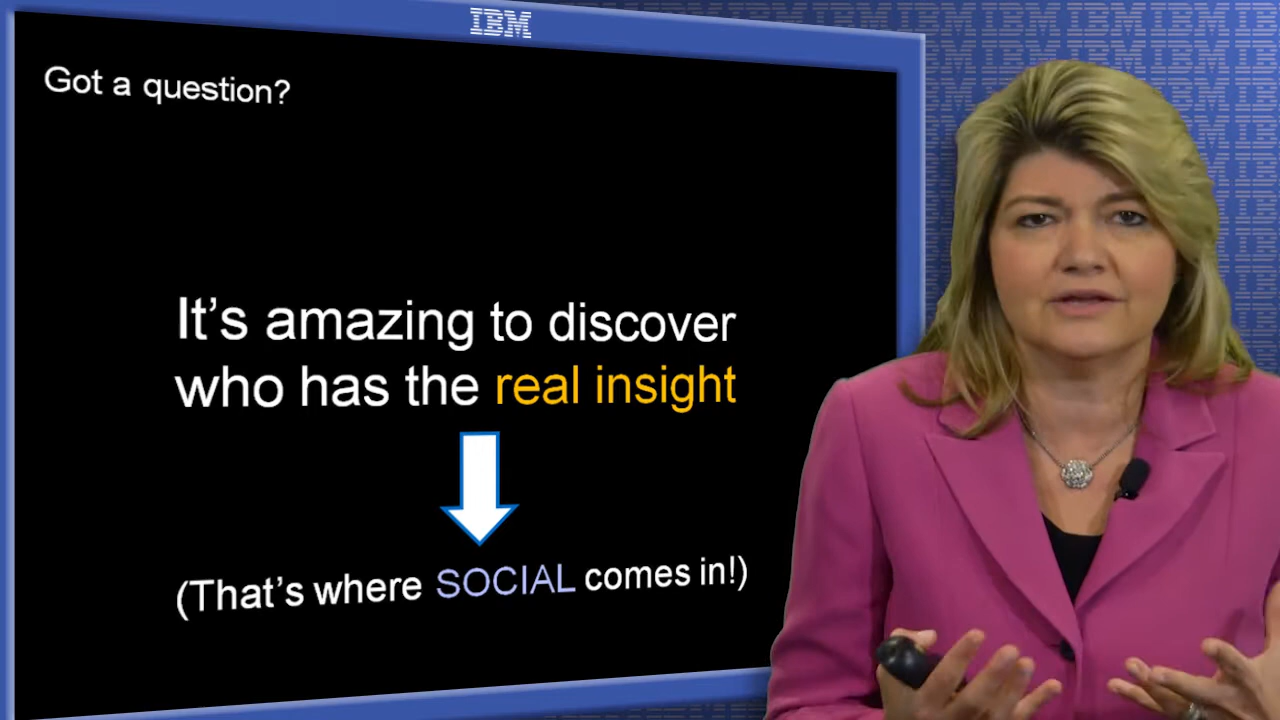 IBM
Got a question?
It's amazing to discover
who has the real insight
(That's where SOCIAL comes in!)